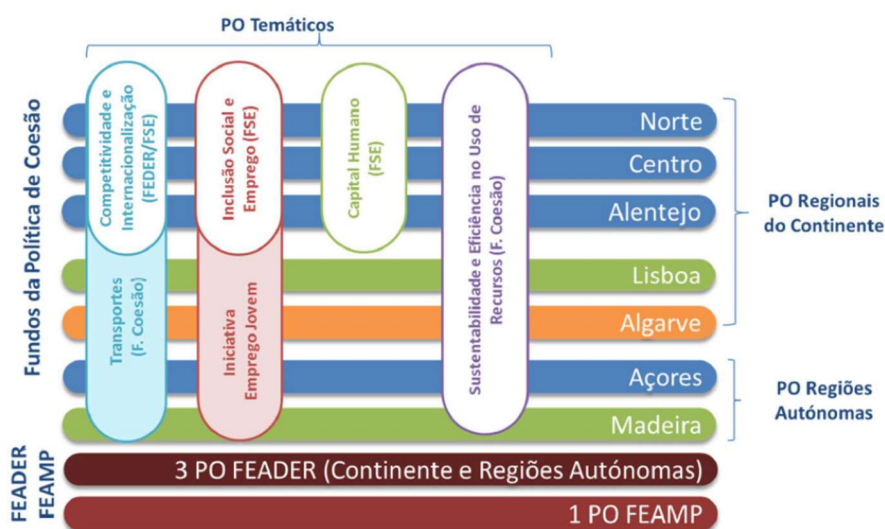 PO Temáticos
Fundos da Política de Coesão
Competitividade e
Internacionalização
(FEDER/FSE)
Transportes
(F. Coesão)
Inclusão Social e
Emprego (FSE)
Iniciativa
Emprego Jovem
Capital Humano
(FSE)
Sustentabilidade e Eficiência no Uso de
Recursos (F. Coesão)
Norte
Centro
Alentejo
Lisboa
Algarve
Açores
Madeira
PO Regionais
do Continente
PO Regiões
Autónomas
FEADER
FEAMP
3 PO FEADER (Continente e Regiões Autónomas)
1 PO FEAMP